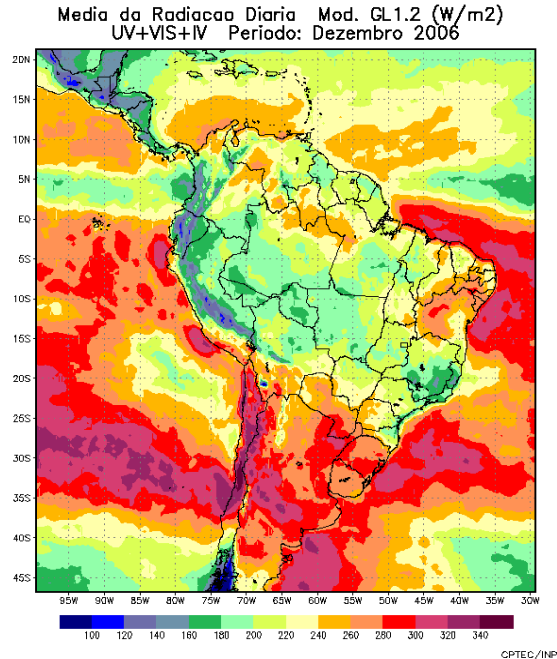 Media da Radiacao Diaria  Mod. GL1.2 (W/m2)
UV+VIS+IV  Periodo: Dezembro 2006
20N
15N
10N
5N
EQ
5S
10S
15S
20S
25S
30S
35S
40S
45S
95W 90W 85W 80W 75W 70W 65W 60W 55W 50W 45W 40W 35W 30W
100 120 140 160 180 200 220 240 260 280 300 320 340
CPTEC/INP